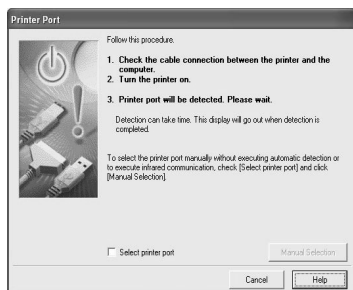 Printer Port
Follow this procedure.
1. Check the cable connection between the printer and the
computer.
2. Turn the printer on.
3. Printer port will be detected. Please wait.
Detection can take time. This display will go out when detection is
completed.
To select the printer port manually without executing automatic detection or
to execute infrared communication, check [Select printer port] and click
[Manual Selection].
Select printer port
Manual Selection
Cancel
Help